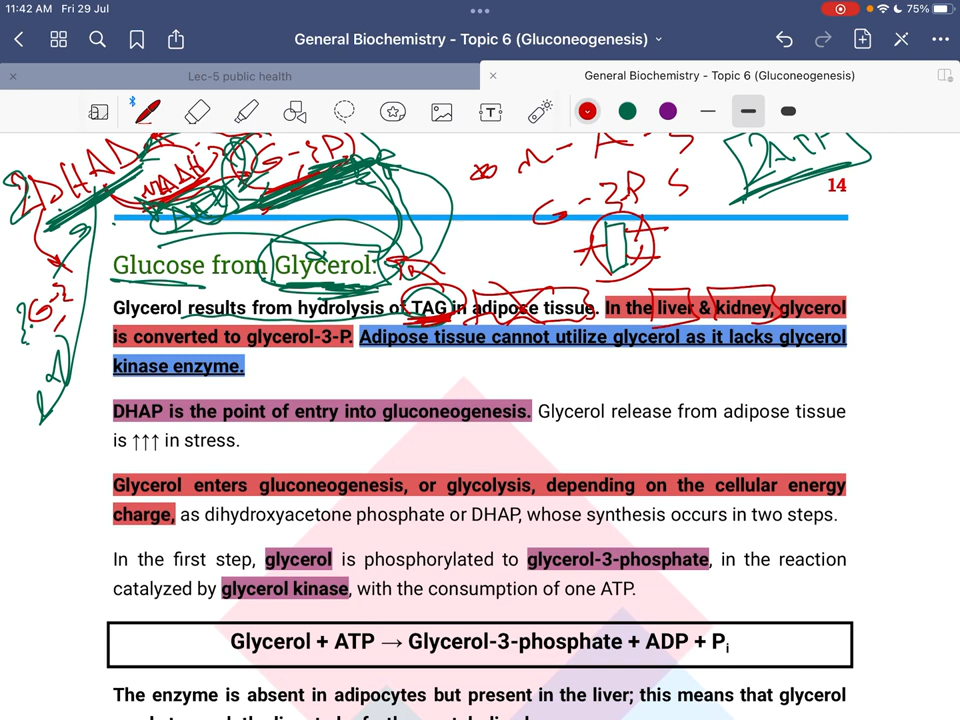 11:42 AM Fri 29 Jul
75%
General Biochemistry - Topic 6 (Gluconeogenesis)
Lec-5 public health
General Biochemistry - Topic 6 (Gluconeogenesis)
14
Glucose from Glycerol:
Glycerol results from hydrolysis of TAG in adipose tissue. In the liver & kidney, glycerol
is converted to glycerol-3-P. Adipose tissue cannot utilize glycerol as it lacks glycerol
kinase enzyme.
DHAP is the point of entry into gluconeogenesis. Glycerol release from adipose tissue
is ↑↑↑ in stress.
Glycerol enters gluconeogenesis, or glycolysis, depending on the cellular energy
charge, as dihydroxyacetone phosphate or DHAP, whose synthesis occurs in two steps.
In the first step, glycerol is phosphorylated to glycerol-3-phosphate, in the reaction
catalyzed by glycerol kinase, with the consumption of one ATP.
Glycerol + ATP → Glycerol-3-phosphate + ADP + Pi
The enzyme is absent in adipocytes but present in the liver; this means that glycerol